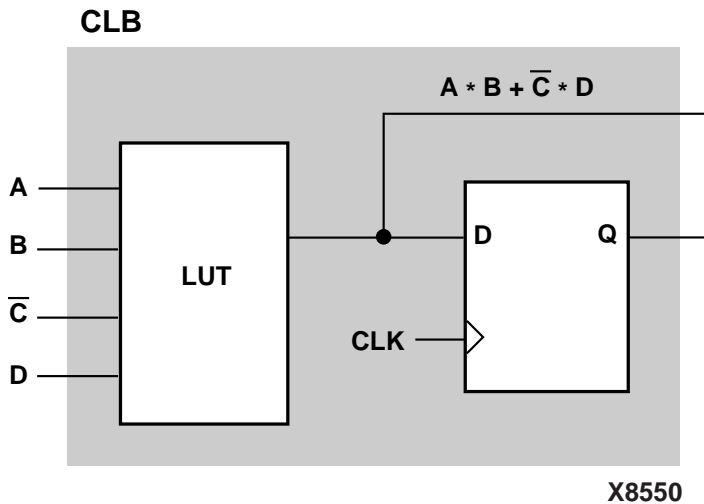 CLB
A * B + C̅ * D
A
B
C̅
D
LUT
D
Q
CLK
X8550